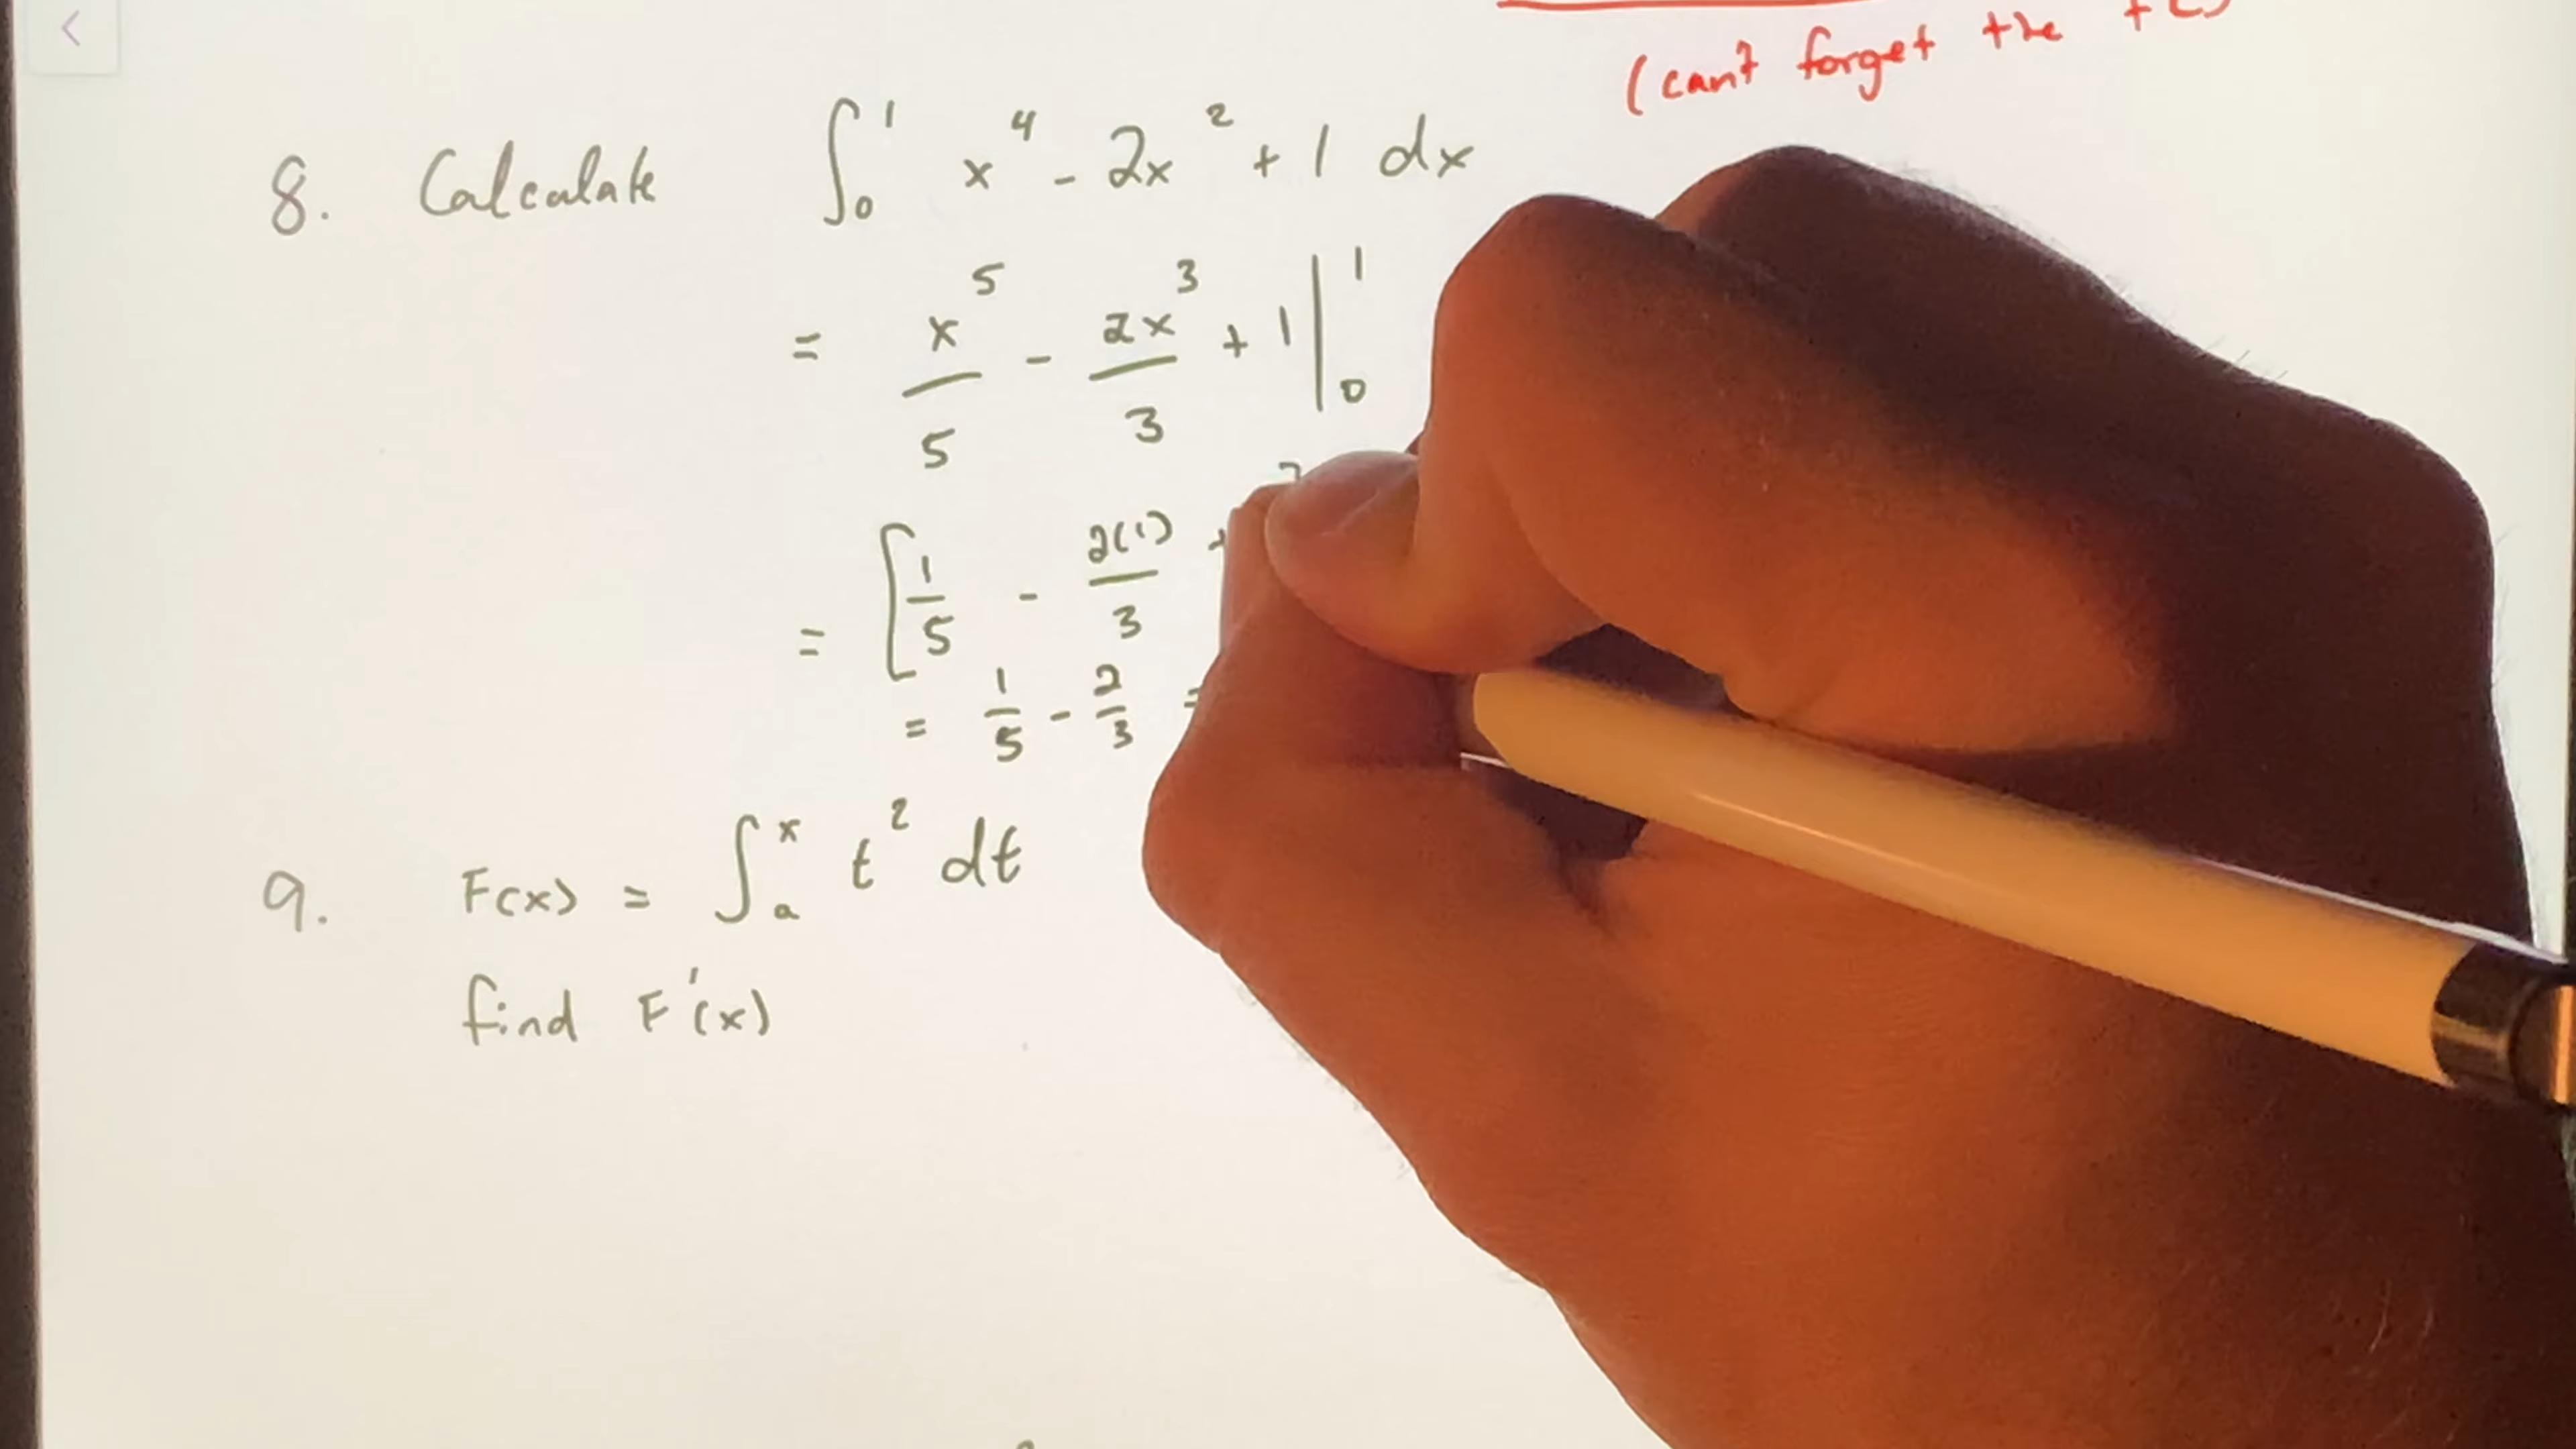 (can't forget the +C)
8. Calculate ∫₀¹ x⁴ - 2x² + 1 dx
= x⁵/5 - 2x³/3 + 1 |₀¹
= [1/5 - 2(1)/3 +
= 1/5 - 2/3 =
9. F(x) = ∫ₐˣ t² dt
find F'(x)